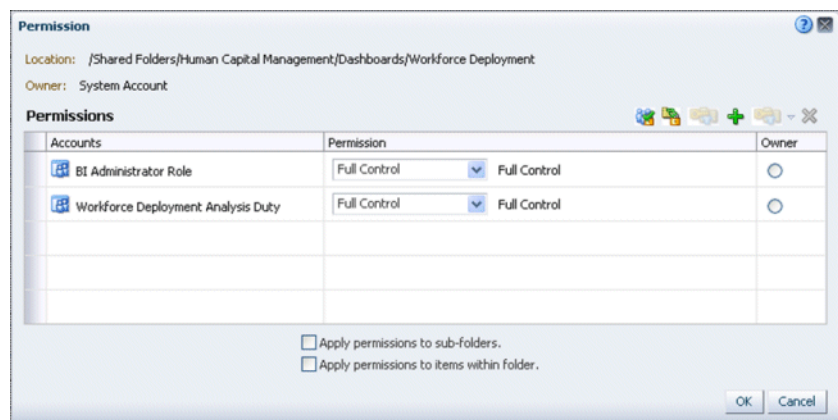 Permission
Location: /Shared Folders/Human Capital Management/Dashboards/Workforce Deployment
Owner: System Account
Permissions
Accounts Permission Owner
BI Administrator Role Full Control Full Control
Workforce Deployment Analysis Duty Full Control Full Control
Apply permissions to sub-folders.
Apply permissions to items within folder.
OK Cancel